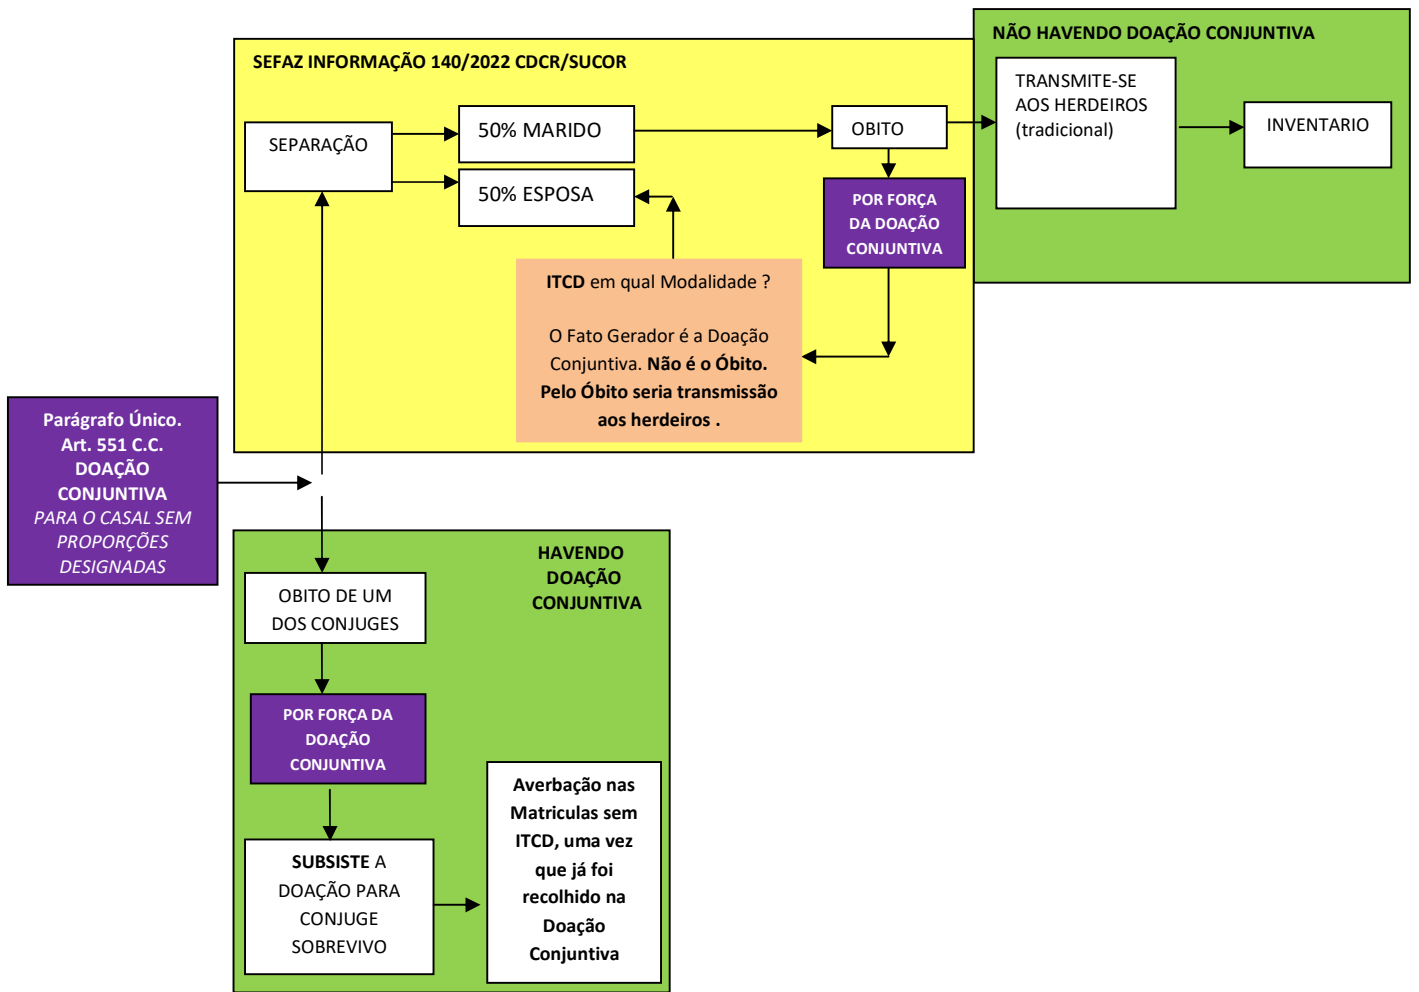 NÃO HAVENDO DOAÇÃO CONJUNTIVA
SEFAZ INFORMAÇÃO 140/2022 CDCR/SUCOR
SEPARAÇÃO
50% MARIDO
50% ESPOSA
OBITO
TRANSMITE-SE
AOS HERDEIROS
(tradicional)
INVENTARIO
POR FORÇA
DA DOAÇÃO
CONJUNTIVA
ITCD em qual Modalidade ?
O Fato Gerador é a Doação
Conjuntiva. Não é o Óbito.
Pelo Óbito seria transmissão
aos herdeiros .
Parágrafo Único.
Art. 551 C.C.
DOAÇÃO
CONJUNTIVA
PARA O CASAL SEM
PROPORÇÕES
DESIGNADAS
HAVENDO
DOAÇÃO
CONJUNTIVA
OBITO DE UM
DOS CONJUGES
POR FORÇA DA
DOAÇÃO
CONJUNTIVA
SUBSISTE A
DOAÇÃO PARA
CONJUGE
SOBREVIVO
Averbação nas
Matriculas sem
ITCD, uma vez
que já foi
recolhido na
Doação
Conjuntiva